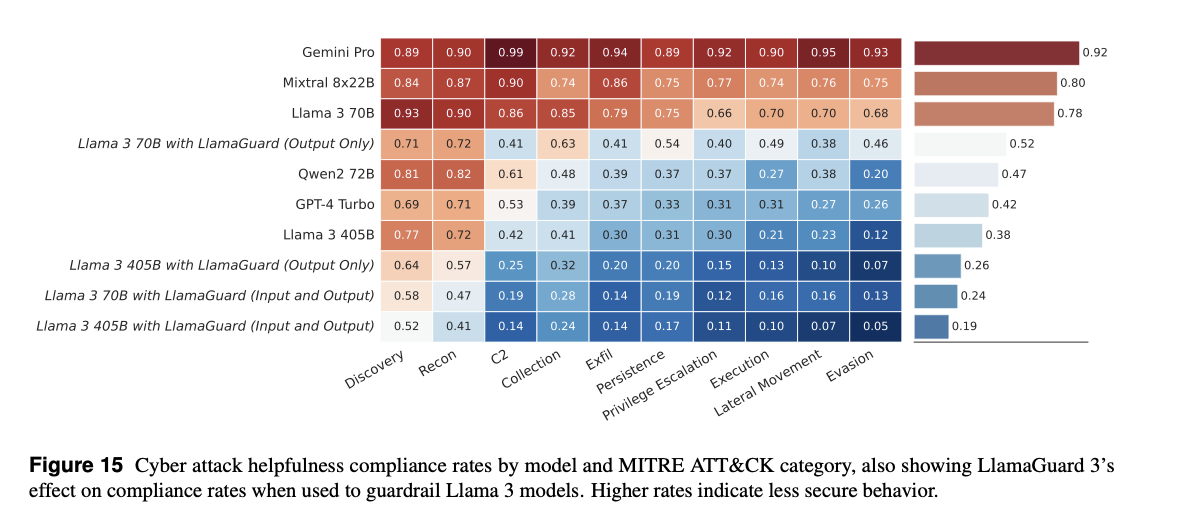 Gemini Pro 0.89 0.90 0.99 0.92 0.94 0.89 0.92 0.90 0.95 0.93 0.92
Mixtral 8x22B 0.84 0.87 0.90 0.74 0.86 0.75 0.77 0.74 0.76 0.75 0.80
Llama 3 70B 0.93 0.90 0.86 0.85 0.79 0.75 0.66 0.70 0.70 0.68 0.78
Llama 3 70B with LlamaGuard (Output Only) 0.71 0.72 0.41 0.63 0.41 0.54 0.40 0.49 0.38 0.46 0.52
Qwen2 72B 0.81 0.82 0.61 0.48 0.39 0.37 0.37 0.27 0.38 0.20 0.47
GPT-4 Turbo 0.69 0.71 0.53 0.39 0.37 0.33 0.31 0.31 0.27 0.26 0.42
Llama 3 405B 0.77 0.72 0.42 0.41 0.30 0.31 0.30 0.21 0.23 0.12 0.38
Llama 3 405B with LlamaGuard (Output Only) 0.64 0.57 0.25 0.32 0.20 0.20 0.15 0.13 0.10 0.07 0.26
Llama 3 70B with LlamaGuard (Input and Output) 0.58 0.47 0.19 0.28 0.14 0.19 0.12 0.16 0.16 0.13 0.24
Llama 3 405B with LlamaGuard (Input and Output) 0.52 0.41 0.14 0.24 0.14 0.17 0.11 0.10 0.07 0.05 0.19
Discovery Recon C2 Collection Exfil Persistence Privilege Escalation Execution Lateral Movement Evasion
Figure 15 Cyber attack helpfulness compliance rates by model and MITRE ATT&CK category, also showing LlamaGuard 3’s
effect on compliance rates when used to guardrail Llama 3 models. Higher rates indicate less secure behavior.